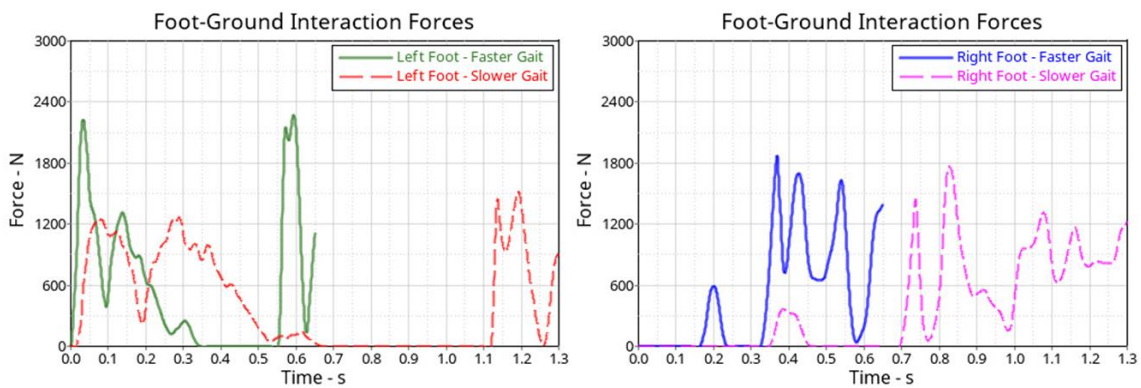 Foot-Ground Interaction Forces
3000
2400
1800
1200
600
0
Force - N
Left Foot - Faster Gait
Left Foot - Slower Gait
0.0 0.1 0.2 0.3 0.4 0.5 0.6 0.7 0.8 0.9 1.0 1.1 1.2 1.3
Time - s
Foot-Ground Interaction Forces
3000
2400
1800
1200
600
0
Force - N
Right Foot - Faster Gait
Right Foot - Slower Gait
0.0 0.1 0.2 0.3 0.4 0.5 0.6 0.7 0.8 0.9 1.0 1.1 1.2 1.3
Time - s